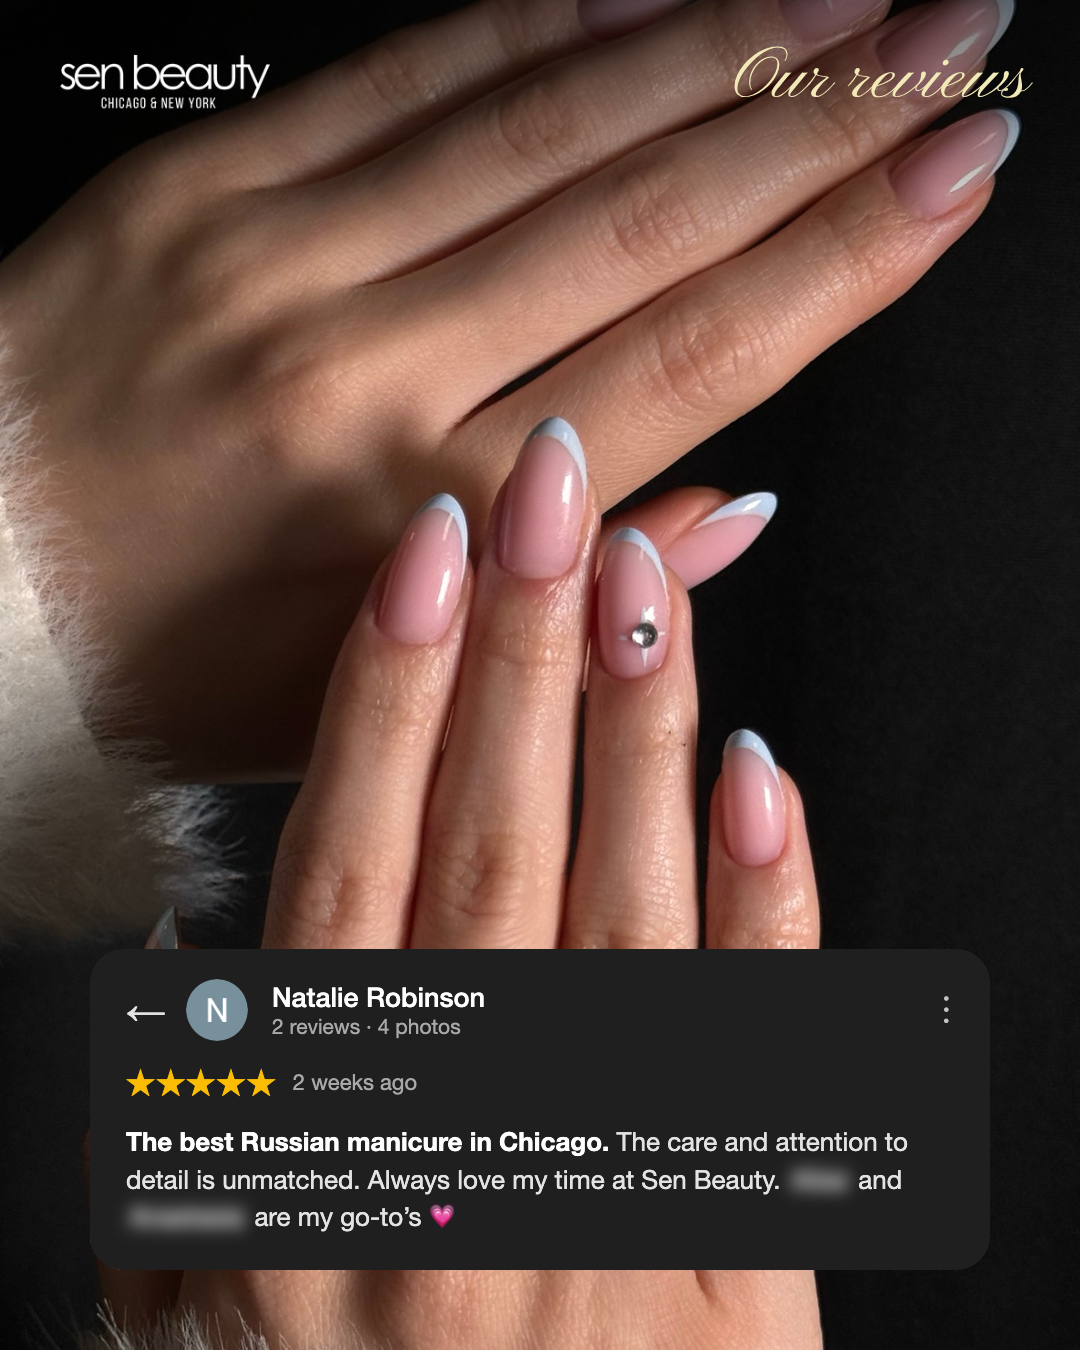 sen beauty
CHICAGO & NEW YORK
Our reviews
N
Natalie Robinson
2 reviews · 4 photos
2 weeks ago
The best Russian manicure in Chicago. The care and attention to
detail is unmatched. Always love my time at Sen Beauty. and
are my go-to’s 💗